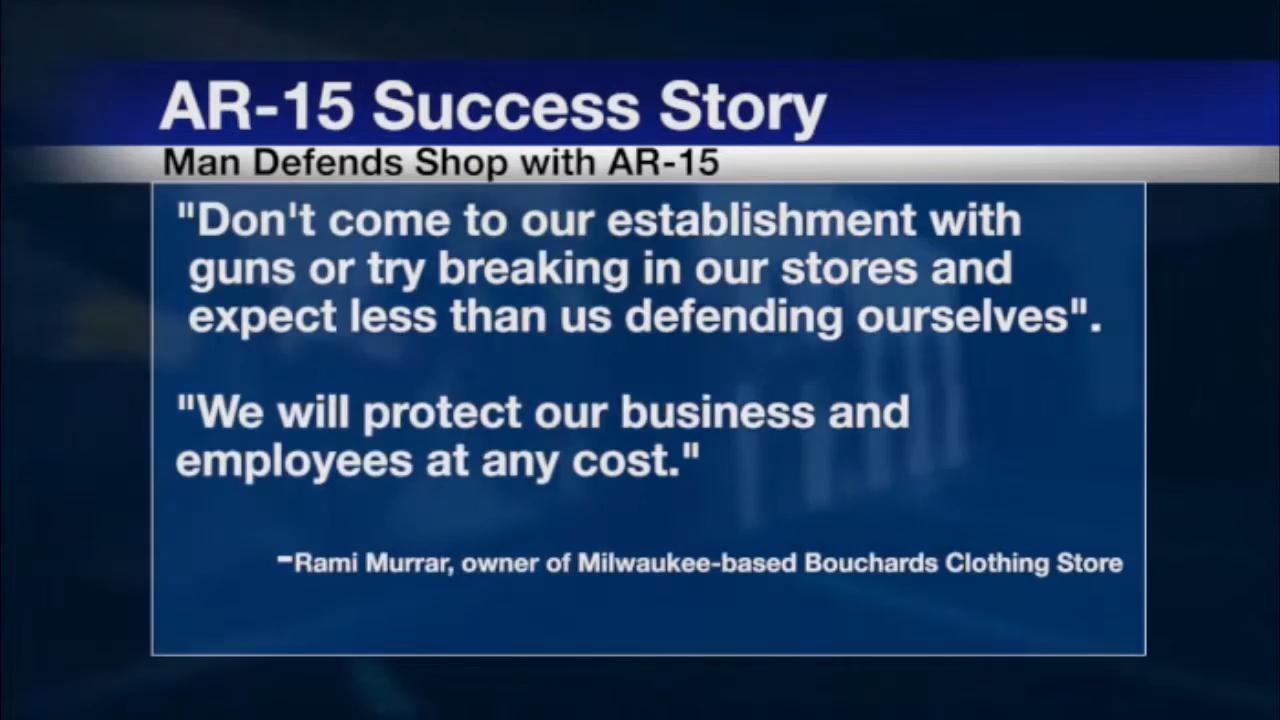 AR-15 Success Story
Man Defends Shop with AR-15
"Don't come to our establishment with
guns or try breaking in our stores and
expect less than us defending ourselves".
"We will protect our business and
employees at any cost."
-Rami Murrar, owner of Milwaukee-based Bouchards Clothing Store